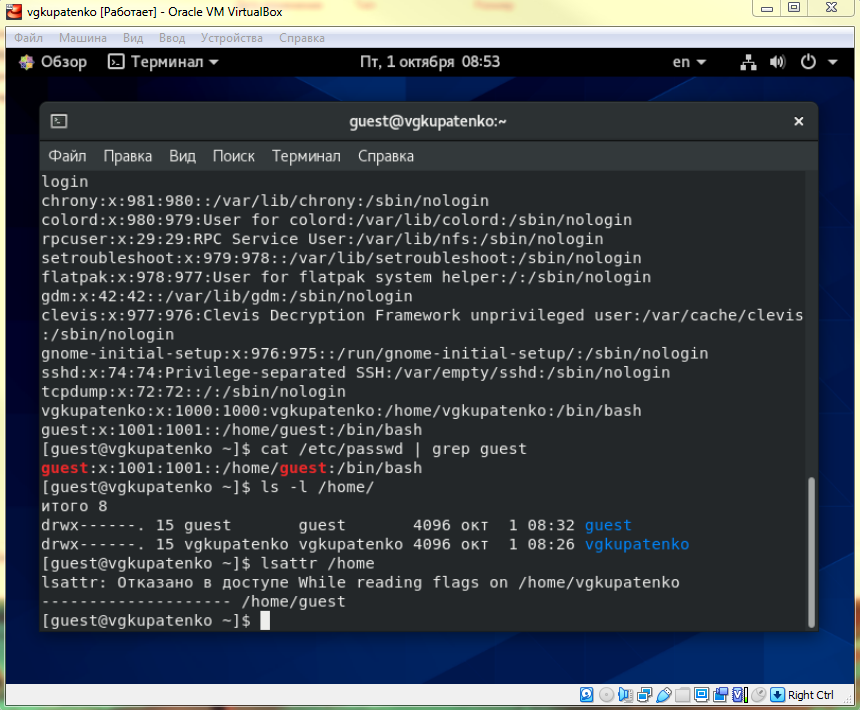 vgkupatenko [Работает] - Oracle VM VirtualBox
Файл Машина Вид Ввод Устройства Справка
Обзор Терминал Пт, 1 октября 08:53 en
guest@vgkupatenko:~
Файл Правка Вид Поиск Терминал Справка
login
chrony:x:981:980::/var/lib/chrony:/sbin/nologin
colord:x:980:979:User for colord:/var/lib/colord:/sbin/nologin
rpcuser:x:29:29:RPC Service User:/var/lib/nfs:/sbin/nologin
setroubleshoot:x:979:978::/var/lib/setroubleshoot:/sbin/nologin
flatpak:x:978:977:User for flatpak system helper:/:/sbin/nologin
gdm:x:42:42::/var/lib/gdm:/sbin/nologin
clevis:x:977:976:Clevis Decryption Framework unprivileged user:/var/cache/clevis
:/sbin/nologin
gnome-initial-setup:x:976:975::/run/gnome-initial-setup/:/sbin/nologin
sshd:x:74:74:Privilege-separated SSH:/var/empty/sshd:/sbin/nologin
tcpdump:x:72:72::/:/sbin/nologin
vgkupatenko:x:1000:1000:vgkupatenko:/home/vgkupatenko:/bin/bash
guest:x:1001:1001::/home/guest:/bin/bash
[guest@vgkupatenko ~]$ cat /etc/passwd | grep guest
guest:x:1001:1001::/home/guest:/bin/bash
[guest@vgkupatenko ~]$ ls -l /home/
итого 8
drwx------. 15 guest       guest       4096 окт  1 08:32 guest
drwx------. 15 vgkupatenko vgkupatenko 4096 окт  1 08:26 vgkupatenko
[guest@vgkupatenko ~]$ lsattr /home
lsattr: Отказано в доступе While reading flags on /home/vgkupatenko
-------------------- /home/guest
[guest@vgkupatenko ~]$
Right Ctrl